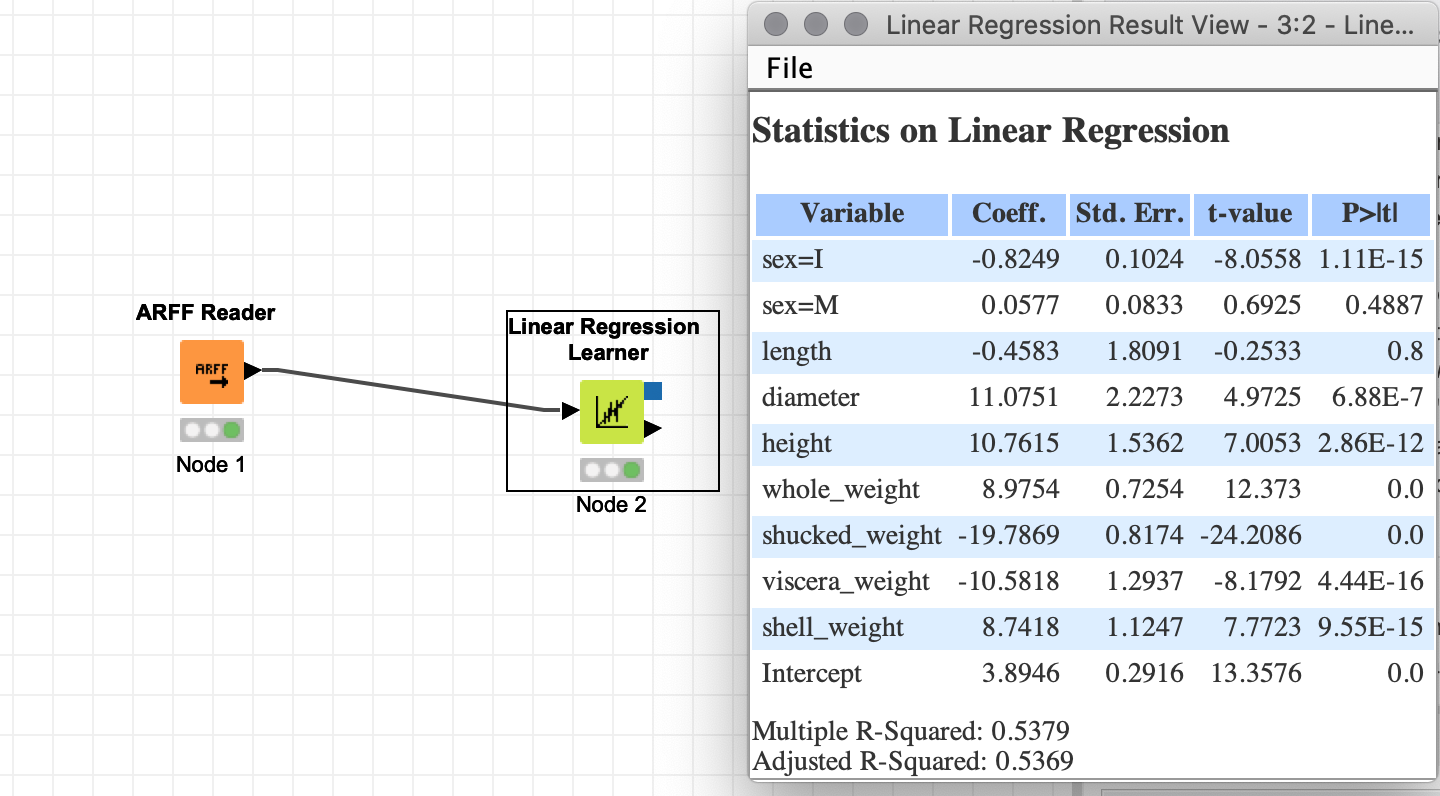 ARFF Reader
ARFF
Node 1
Linear Regression
Learner
Node 2
Linear Regression Result View - 3:2 - Line...
File
Statistics on Linear Regression
Variable Coeff. Std. Err. t-value P>|t|
sex=I -0.8249 0.1024 -8.0558 1.11E-15
sex=M 0.0577 0.0833 0.6925 0.4887
length -0.4583 1.8091 -0.2533 0.8
diameter 11.0751 2.2273 4.9725 6.88E-7
height 10.7615 1.5362 7.0053 2.86E-12
whole_weight 8.9754 0.7254 12.373 0.0
shucked_weight -19.7869 0.8174 -24.2086 0.0
viscera_weight -10.5818 1.2937 -8.1792 4.44E-16
shell_weight 8.7418 1.1247 7.7723 9.55E-15
Intercept 3.8946 0.2916 13.3576 0.0
Multiple R-Squared: 0.5379
Adjusted R-Squared: 0.5369